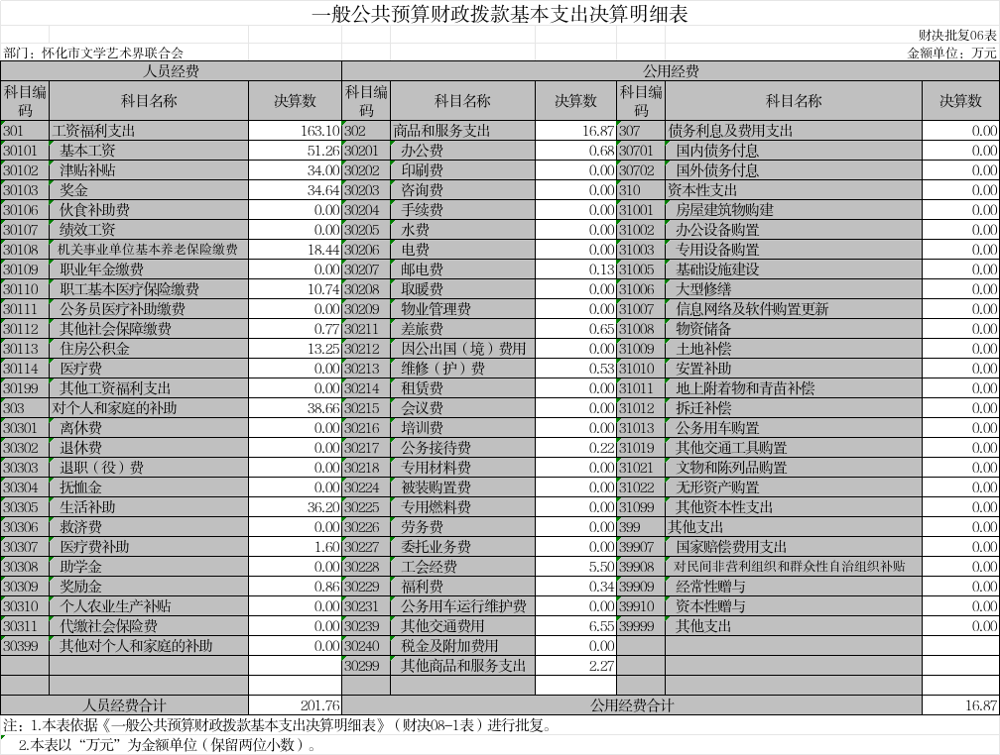 一般公共预算财政拨款基本支出决算明细表
财决批复06表
部门：怀化市文学艺术界联合会 金额单位：万元
人员经费 公用经费
科目编码 科目名称 决算数 科目编码 科目名称 决算数 科目编码 科目名称 决算数
301 工资福利支出 163.10 302 商品和服务支出 16.87 307 债务利息及费用支出 0.00
30101 基本工资 51.26 30201 办公费 0.68 30701 国内债务付息 0.00
30102 津贴补贴 34.00 30202 印刷费 0.00 30702 国外债务付息 0.00
30103 奖金 34.64 30203 咨询费 0.00 310 资本性支出 0.00
30106 伙食补助费 0.00 30204 手续费 0.00 31001 房屋建筑物购建 0.00
30107 绩效工资 0.00 30205 水费 0.00 31002 办公设备购置 0.00
30108 机关事业单位基本养老保险缴费 18.44 30206 电费 0.00 31003 专用设备购置 0.00
30109 职业年金缴费 0.00 30207 邮电费 0.13 31005 基础设施建设 0.00
30110 职工基本医疗保险缴费 10.74 30208 取暖费 0.00 31006 大型修缮 0.00
30111 公务员医疗补助缴费 0.00 30209 物业管理费 0.00 31007 信息网络及软件购置更新 0.00
30112 其他社会保障缴费 0.77 30211 差旅费 0.65 31008 物资储备 0.00
30113 住房公积金 13.25 30212 因公出国（境）费用 0.00 31009 土地补偿 0.00
30114 医疗费 0.00 30213 维修（护）费 0.53 31010 安置补助 0.00
30199 其他工资福利支出 0.00 30214 租赁费 0.00 31011 地上附着物和青苗补偿 0.00
303 对个人和家庭的补助 38.66 30215 会议费 0.00 31012 拆迁补偿 0.00
30301 离休费 0.00 30216 培训费 0.00 31013 公务用车购置 0.00
30302 退休费 0.00 30217 公务接待费 0.22 31019 其他交通工具购置 0.00
30303 退职（役）费 0.00 30218 专用材料费 0.00 31021 文物和陈列品购置 0.00
30304 抚恤金 0.00 30224 被装购置费 0.00 31022 无形资产购置 0.00
30305 生活补助 36.20 30225 专用燃料费 0.00 31099 其他资本性支出 0.00
30306 救济费 0.00 30226 劳务费 0.00 399 其他支出 0.00
30307 医疗费补助 1.60 30227 委托业务费 0.00 39907 国家赔偿费用支出 0.00
30308 助学金 0.00 30228 工会经费 5.50 39908 对民间非营利组织和群众性自治组织补贴 0.00
30309 奖励金 0.86 30229 福利费 0.34 39909 经常性赠与 0.00
30310 个人农业生产补贴 0.00 30231 公务用车运行维护费 0.00 39910 资本性赠与 0.00
30311 代缴社会保险费 0.00 30239 其他交通费用 6.55 39999 其他支出 0.00
30399 其他对个人和家庭的补助 0.00 30240 税金及附加费用 0.00
30299 其他商品和服务支出 2.27
人员经费合计 201.76 公用经费合计 16.87
注：1.本表依据《一般公共预算财政拨款基本支出决算明细表》（财决08-1表）进行批复。
2.本表以“万元”为金额单位（保留两位小数）。